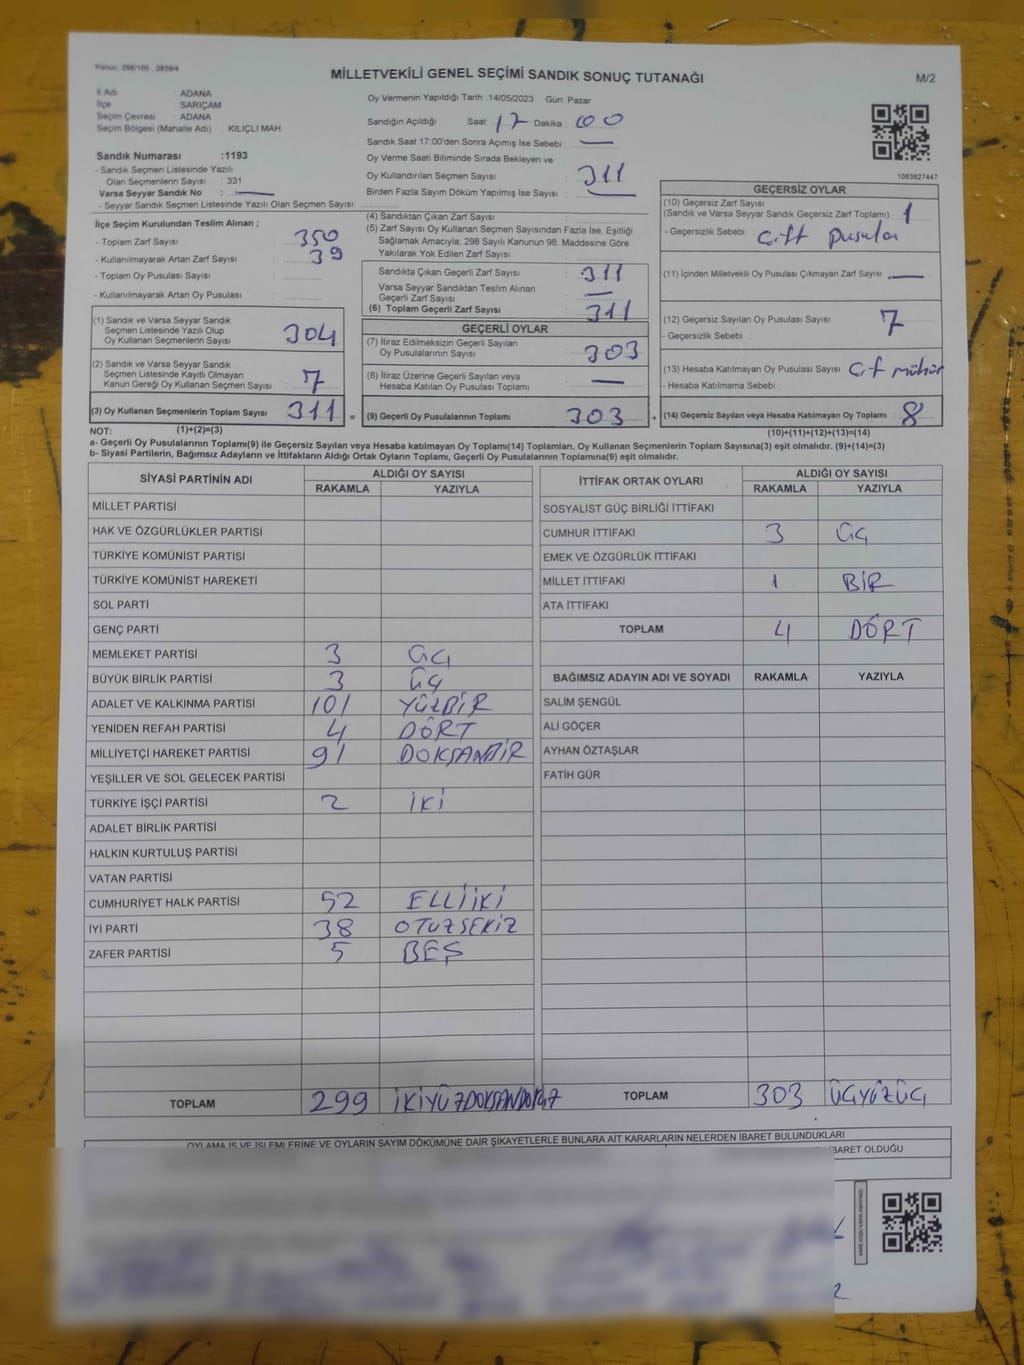 Kanun: 298/105 , 2839/4
MİLLETVEKİLİ GENEL SEÇİMİ SANDIK SONUÇ TUTANAĞI
M/2
İl Adı : ADANA
İlçe : SARIÇAM
Seçim Çevresi : ADANA
Seçim Bölgesi (Mahalle Adı) : KILIÇLI MAH.
Oy Vermenin Yapıldığı Tarih :14/05/2023 Gün: Pazar
Sandığın Açıldığı Saat: 17 Dakika: 00
Sandık Saat 17:00'den Sonra Açılmış İse Sebebi : —
Oy Verme Saati Bitiminde Sırada Bekleyen ve
Oy Kullandırılan Seçmen Sayısı : 311
Birden Fazla Sayım Döküm Yapılmış İse Sayısı : —
1083827447
Sandık Numarası :1193
- Sandık Seçmen Listesinde Yazılı
Olan Seçmenlerin Sayısı : 331
Varsa Seyyar Sandık No : —
- Seyyar Sandık Seçmen Listesinde Yazılı Olan Seçmen Sayısı:
İlçe Seçim Kurulundan Teslim Alınan ;
- Toplam Zarf Sayısı : 350
- Kullanılmayarak Artan Zarf Sayısı : 39
- Toplam Oy Pusulası Sayısı :
- Kullanılmayarak Artan Oy Pusulası :
(1) Sandık ve Varsa Seyyar Sandık
Seçmen Listesinde Yazılı Olup
Oy Kullanan Seçmenlerin Sayısı : 304
(2) Sandık ve Varsa Seyyar Sandık
Seçmen Listesinde Kayıtlı Olmayan
Kanun Gereği Oy Kullanan Seçmen Sayısı : 7
(3) Oy Kullanan Seçmenlerin Toplam Sayısı : 311 =
(1)+(2)=(3)
(4) Sandıktan Çıkan Zarf Sayısı :
(5) Zarf Sayısı Oy Kullanan Seçmen Sayısından Fazla İse, Eşitliği
Sağlamak Amacıyla; 298 Sayılı Kanunun 98. Maddesine Göre
Yakılarak Yok Edilen Zarf Sayısı :
Sandıkta Çıkan Geçerli Zarf Sayısı : 311
Varsa Seyyar Sandıktan Teslim Alınan
Geçerli Zarf Sayısı : —
(6) Toplam Geçerli Zarf Sayısı : 311
GEÇERLİ OYLAR
(7) İtiraz Edilmeksizin Geçerli Sayılan
Oy Pusulalarının Sayısı : 303
(8) İtiraz Üzerine Geçerli Sayılan veya
Hesaba Katılan Oy Pusulası Toplamı : —
(9) Geçerli Oy Pusulalarının Toplamı : 303 +
GEÇERSİZ OYLAR
(10) Geçersiz Zarf Sayısı
(Sandık ve Varsa Seyyar Sandık Geçersiz Zarf Toplamı) : 1
- Geçersizlik Sebebi : Çift pusula
(11) İçinden Milletvekili Oy Pusulası Çıkmayan Zarf Sayısı : —
(12) Geçersiz Sayılan Oy Pusulası Sayısı : 7
- Geçersizlik Sebebi :
(13) Hesaba Katılmayan Oy Pusulası Sayısı : Çift mühür
- Hesaba Katılmama Sebebi :
(14) Geçersiz Sayılan veya Hesaba Katılmayan Oy Toplamı : 8
(10)+(11)+(12)+(13)=(14)
NOT:
a- Geçerli Oy Pusulalarının Toplamı(9) ile Geçersiz Sayılan veya Hesaba katılmayan Oy Toplamı(14) Toplamları, Oy Kullanan Seçmenlerin Toplam Sayısına(3) eşit olmalıdır. (9)+(14)=(3)
b- Siyasi Partilerin, Bağımsız Adayların ve İttifakların Aldığı Ortak Oyların Toplamı, Geçerli Oy Pusulalarının Toplamına(9) eşit olmalıdır.
SİYASİ PARTİNİN ADI ALDIĞI OY SAYISI
RAKAMLA YAZIYLA
MİLLET PARTİSİ
HAK VE ÖZGÜRLÜKLER PARTİSİ
TÜRKİYE KOMÜNİST PARTİSİ
TÜRKİYE KOMÜNİST HAREKETİ
SOL PARTİ
GENÇ PARTİ
MEMLEKET PARTİSİ 3 ÜÇ
BÜYÜK BİRLİK PARTİSİ 3 ÜÇ
ADALET VE KALKINMA PARTİSİ 101 YÜZBİR
YENİDEN REFAH PARTİSİ 4 DÖRT
MİLLİYETÇİ HAREKET PARTİSİ 91 DOKSANBİR
YEŞİLLER VE SOL GELECEK PARTİSİ
TÜRKİYE İŞÇİ PARTİSİ 2 İKİ
ADALET BİRLİK PARTİSİ
HALKIN KURTULUŞ PARTİSİ
VATAN PARTİSİ
CUMHURİYET HALK PARTİSİ 52 ELLİİKİ
İYİ PARTİ 38 OTUZSEKİZ
ZAFER PARTİSİ 5 BEŞ
TOPLAM 299 İKİYÜZDOKSANDOKUZ
İTTİFAK ORTAK OYLARI ALDIĞI OY SAYISI
RAKAMLA YAZIYLA
SOSYALİST GÜÇ BİRLİĞİ İTTİFAKI
CUMHUR İTTİFAKI 3 ÜÇ
EMEK VE ÖZGÜRLÜK İTTİFAKI
MİLLET İTTİFAKI 1 BİR
ATA İTTİFAKI
TOPLAM 4 DÖRT
BAĞIMSIZ ADAYIN ADI VE SOYADI RAKAMLA YAZIYLA
SALİM ŞENGÜL
ALİ GÖÇER
AYHAN ÖZTAŞLAR
FATİH GÜR
TOPLAM 303 ÜÇYÜZÜÇ
OYLAMA İŞ VE İŞLEMLERİNE VE OYLARIN SAYIM DÖKÜMÜNE DAİR ŞİKAYETLERLE BUNLARA AİT KARARLARIN NELERDEN İBARET BULUNDUKLARI
İBARET OLDUĞU